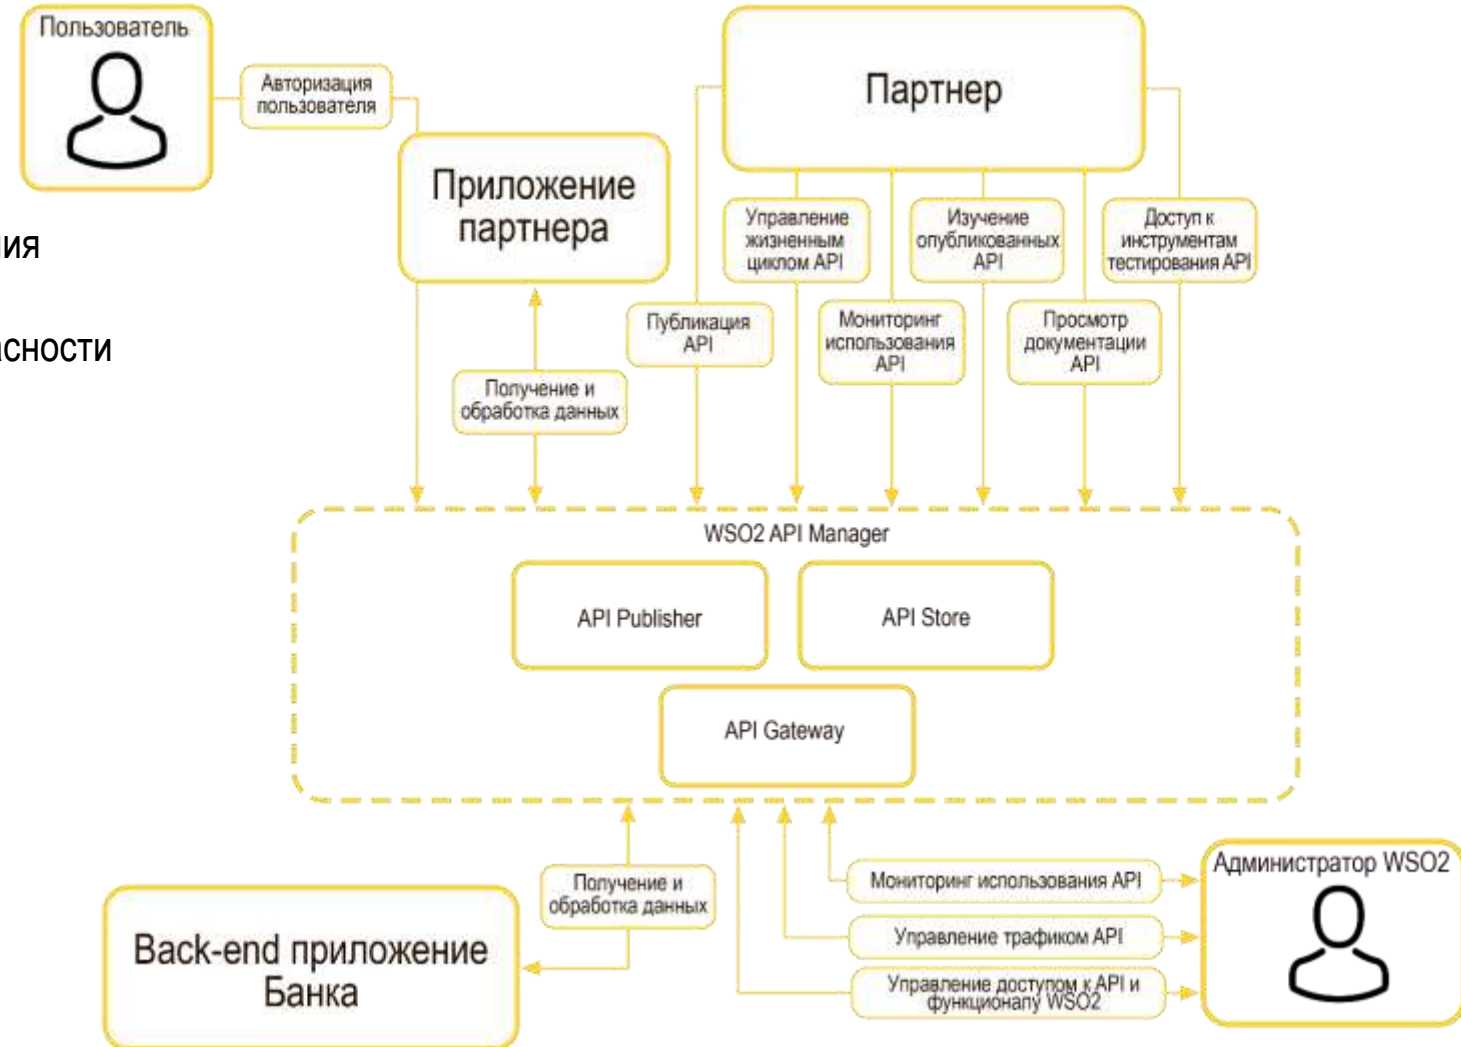 Пользователь
Авторизация
пользователя
Партнер
Приложение
партнера
ния
асности
Управление
жизненным
циклом API
Изучение
опубликованных
API
Доступ к
инструментам
тестирования API
Публикация
API
Мониторинг
использования
API
Просмотр
документации
API
Получение и
обработка данных
WSO2 API Manager
API Publisher
API Store
API Gateway
Получение и
обработка данных
Back-end приложение
Банка
Мониторинг использования API
Управление трафиком API
Управление доступом к API и
функционалу WSO2
Администратор WSO2